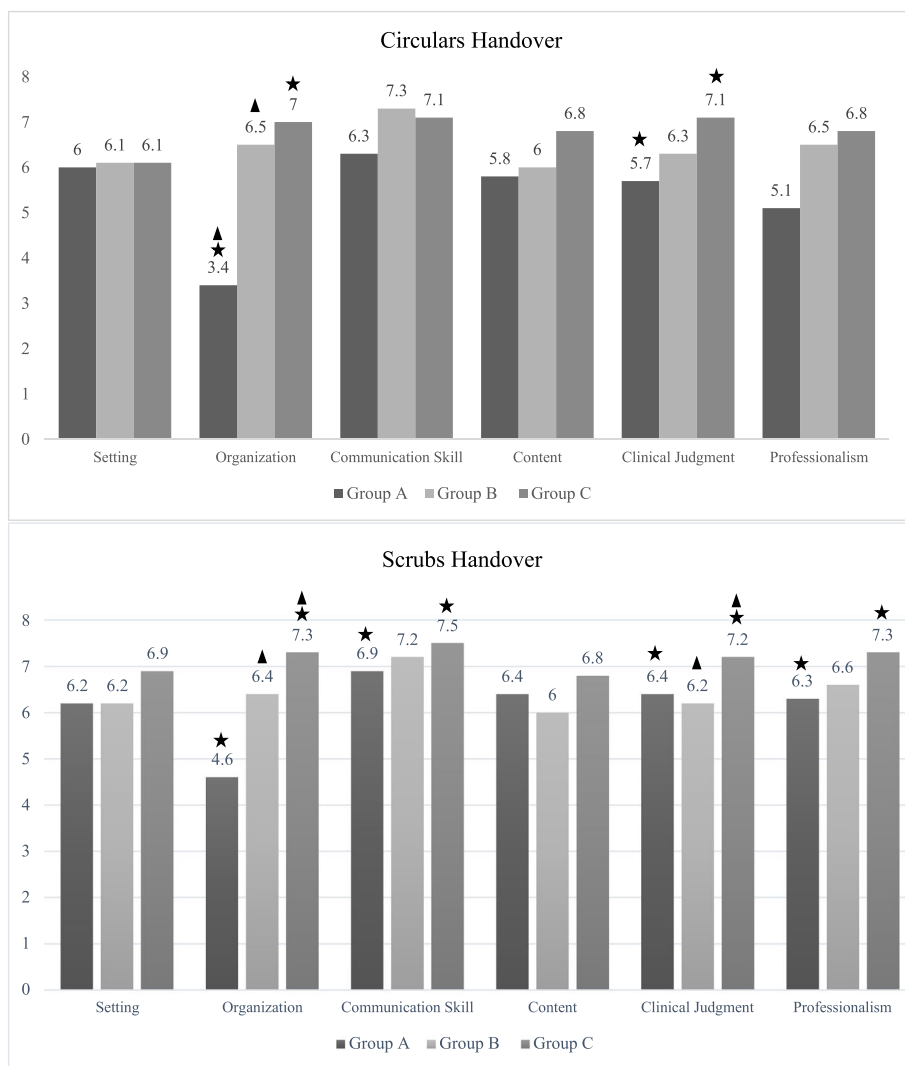 Circulars Handover
8
7
6
5
4
3
2
1
0
6 6.1 6.1
3.4 6.5 7
6.3 7.3 7.1
5.8 6 6.8
5.7 6.3 7.1
5.1 6.5 6.8
Setting Organization Communication Skill Content Clinical Judgment Professionalism
Group A Group B Group C
Scrubs Handover
8
7
6
5
4
3
2
1
0
6.2 6.2 6.9
4.6 6.4 7.3
6.9 7.2 7.5
6.4 6 6.8
6.4 6.2 7.2
6.3 6.6 7.3
Setting Organization Communication Skill Content Clinical Judgment Professionalism
Group A Group B Group C